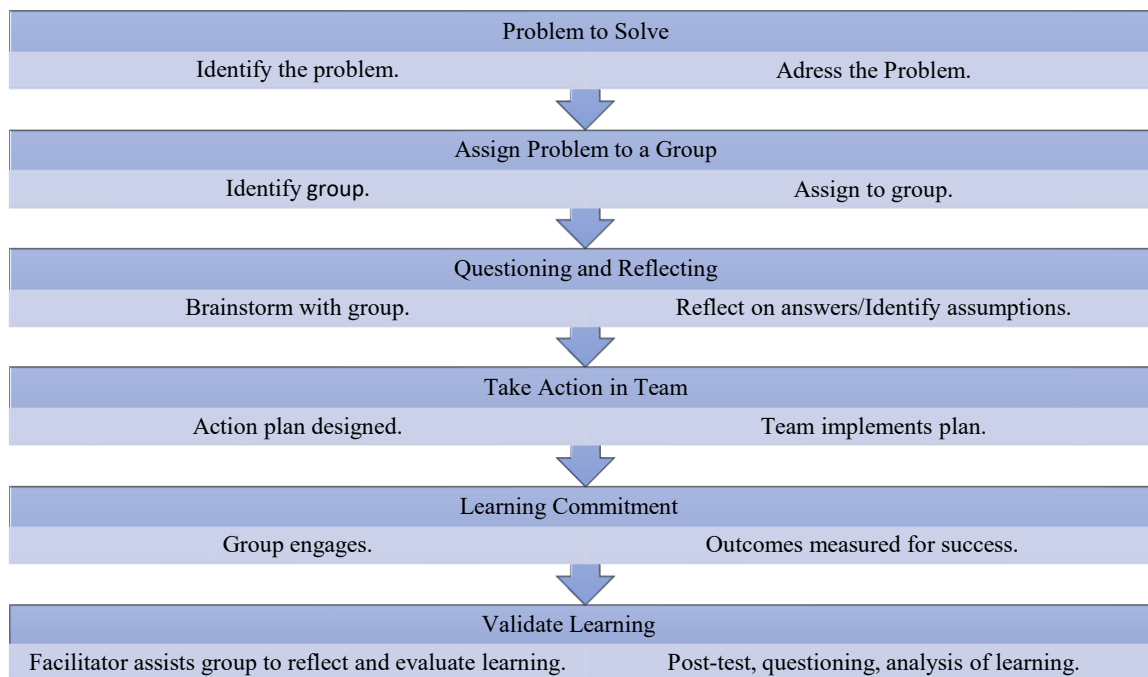 Problem to Solve
Identify the problem.
Adress the Problem.
Assign Problem to a Group
Identify group.
Assign to group.
Questioning and Reflecting
Brainstorm with group.
Reflect on answers/Identify assumptions.
Take Action in Team
Action plan designed.
Team implements plan.
Learning Commitment
Group engages.
Outcomes measured for success.
Validate Learning
Facilitator assists group to reflect and evaluate learning.
Post-test, questioning, analysis of learning.